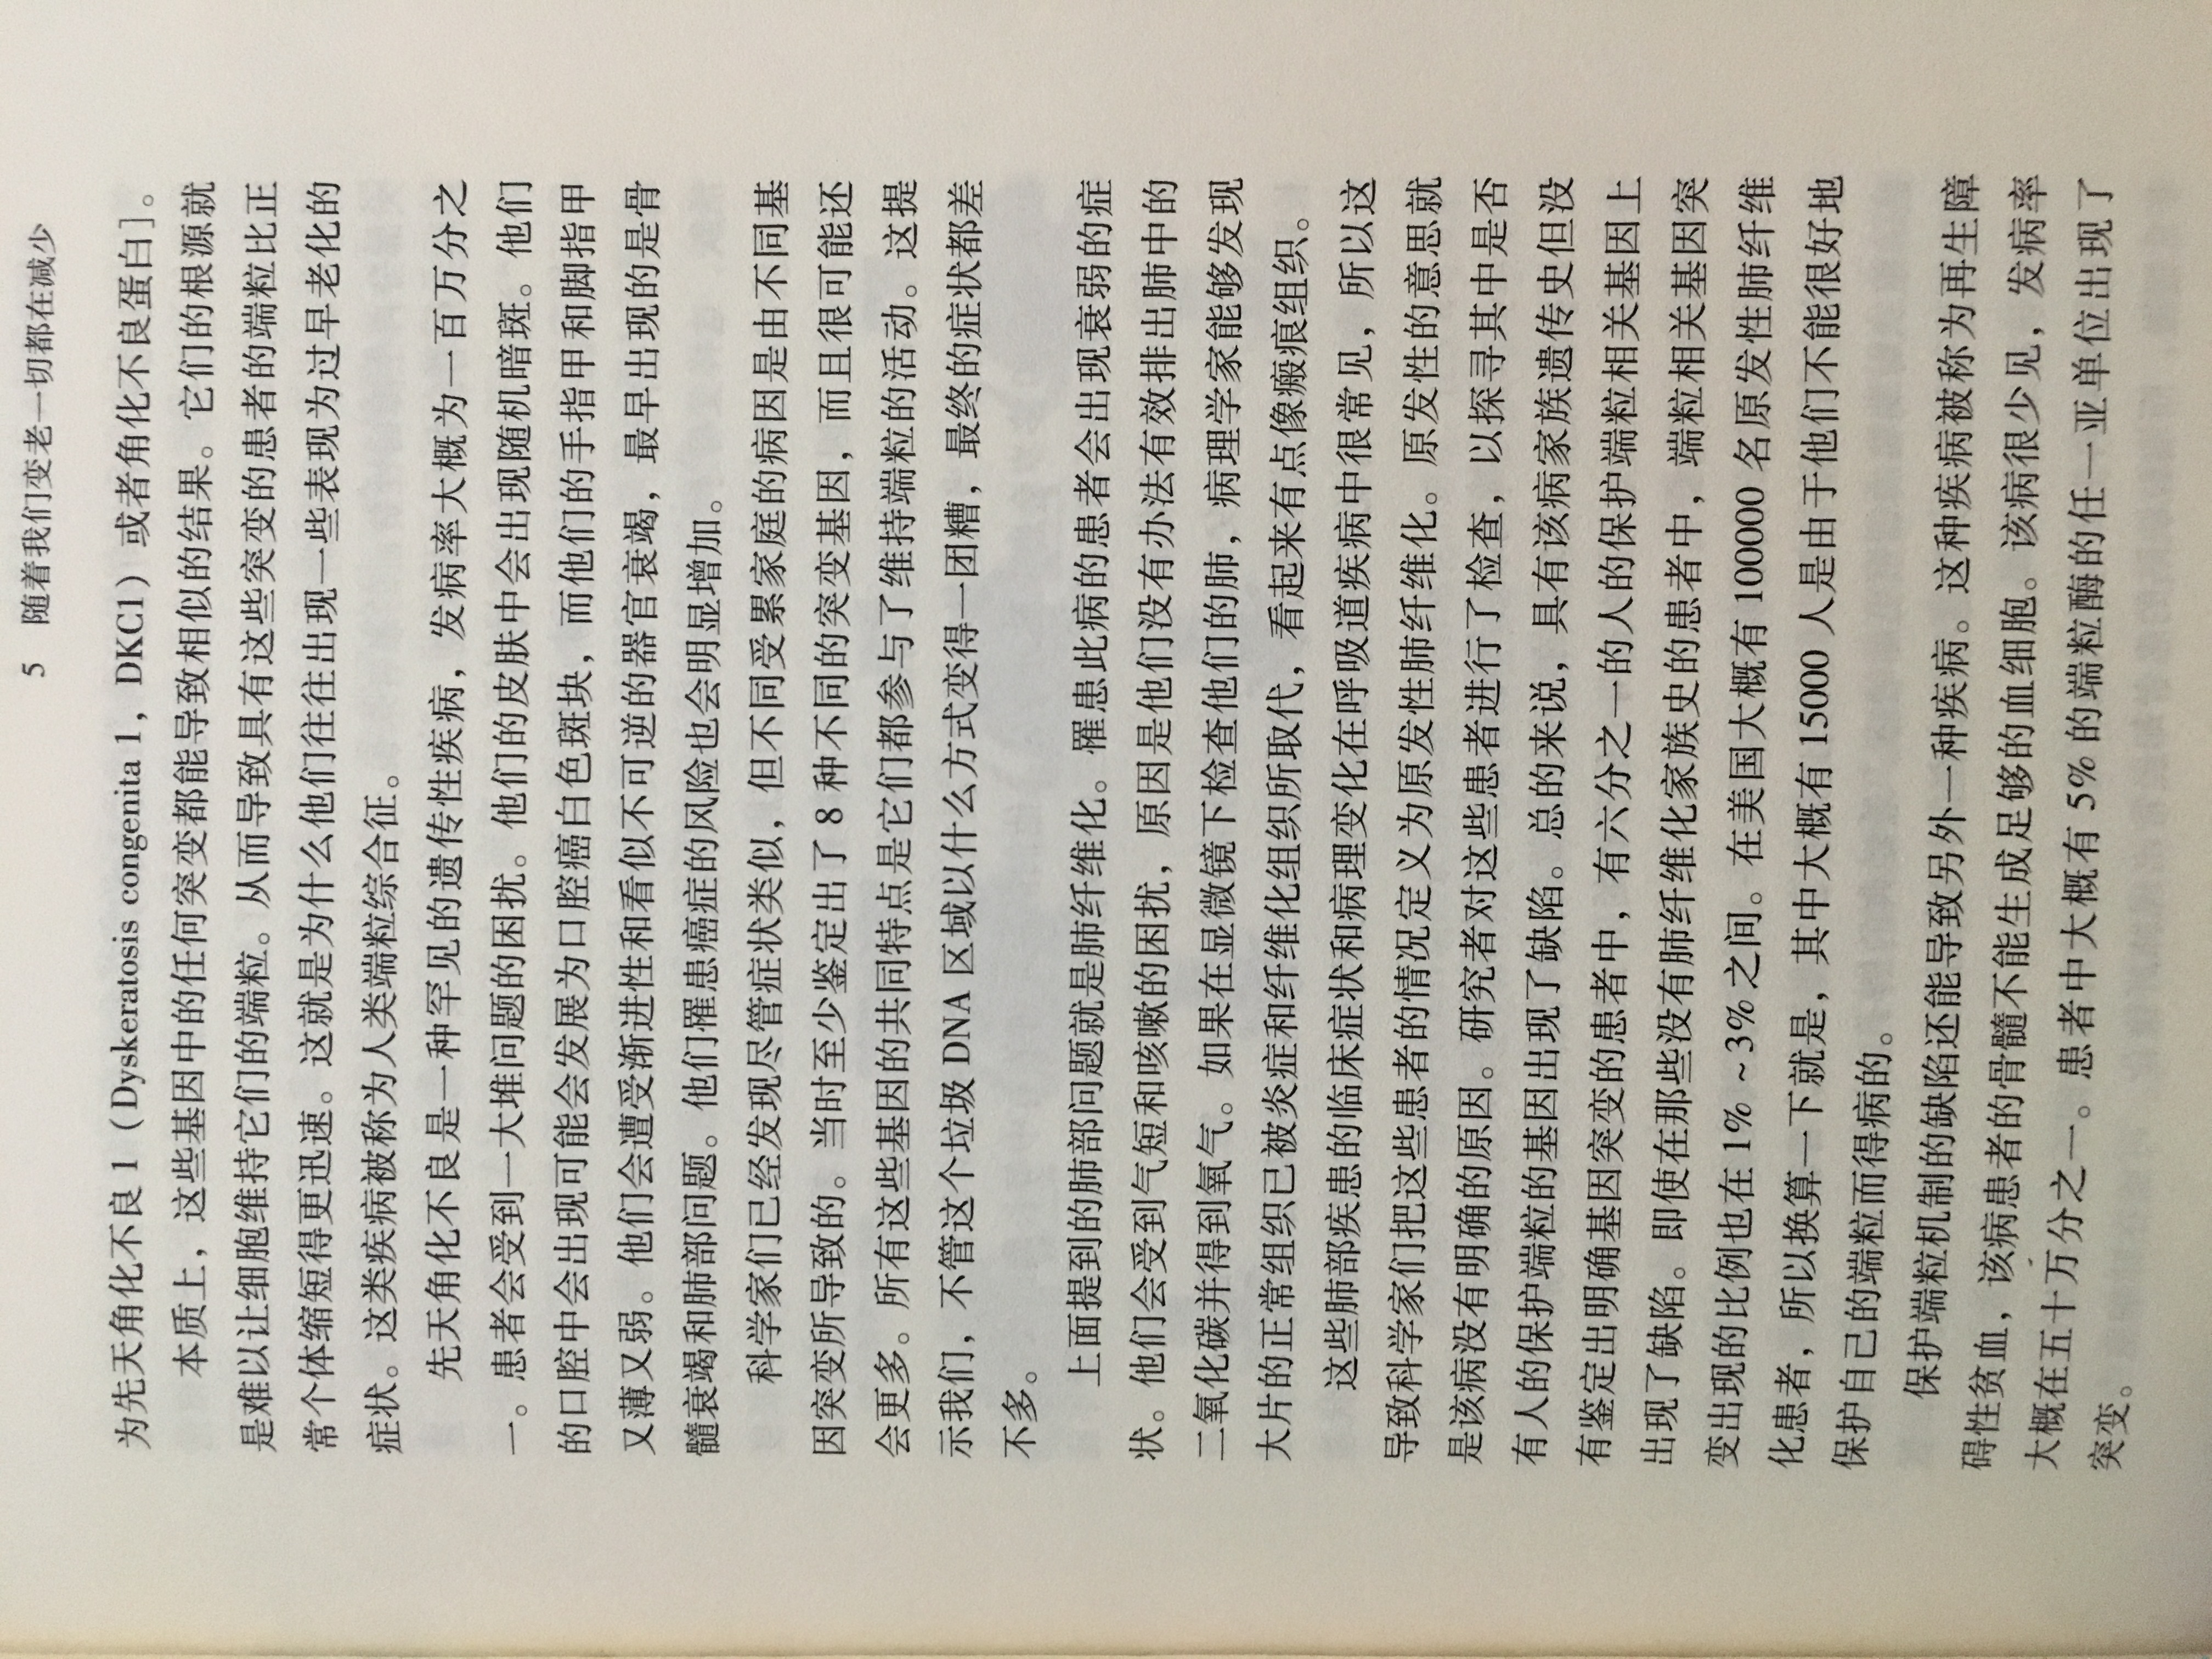 5 随着我们变老一切都在减少
为先天角化不良 1 （Dyskeratosis congenita 1，DKC1）或者角化不良蛋白］。
本质上，这些基因中的任何突变都能导致相似的结果。它们的根源就
是难以让细胞维持它们的端粒。从而导致具有这些突变的患者的端粒比正
常个体缩短得更迅速。这就是为什么他们往往出现一些表现为过早老化的
症状。这类疾病被称为人类端粒综合征。
先天角化不良是一种罕见的遗传性疾病，发病率大概为一百万分之
一。患者会受到一大堆问题的困扰。他们的皮肤中会出现随机暗斑。他们
的口腔中会出现可能会发展为口腔癌白色斑块，而他们的手指甲和脚指甲
又薄又弱。他们会遭受渐进性和看似不可逆的器官衰竭，最早出现的是骨
髓衰竭和肺部问题。他们罹患癌症的风险也会明显增加。
科学家们已经发现尽管症状类似，但不同受累家庭的病因是由不同基
因突变所导致的。当时至少鉴定出了 8 种不同的突变基因，而且很可能还
会更多。所有这些基因的共同特点是它们都参与了维持端粒的活动。这提
示我们，不管这个垃圾 DNA 区域以什么方式变得一团糟，最终的症状都差
不多。
上面提到的肺部问题就是肺纤维化。罹患此病的患者会出现衰弱的症
状。他们会受到气短和咳嗽的困扰，原因是他们没有办法有效排出肺中的
二氧化碳并得到氧气。如果在显微镜下检查他们的肺，病理学家能够发现
大片的正常组织已被炎症和纤维化组织所取代，看起来有点像瘢痕组织。
这些肺部疾患的临床症状和病理变化在呼吸道疾病中很常见，所以这
导致科学家们把这些患者的情况定义为原发性肺纤维化。原发性的意思就
是该病没有明确的原因。研究者对这些患者进行了检查，以探寻其中是否
有人的保护端粒的基因出现了缺陷。总的来说，具有该病家族遗传史但没
有鉴定出明确基因突变的患者中，有六分之一的人的保护端粒相关基因上
出现了缺陷。即使在那些没有肺纤维化家族史的患者中，端粒相关基因突
变出现的比例也在 1% ~3% 之间。在美国大概有 100000 名原发性肺纤维
化患者，所以换算一下就是，其中大概有 15000 人是由于他们不能很好地
保护自己的端粒而得病的。
保护端粒机制的缺陷还能导致另外一种疾病。这种疾病被称为再生障
碍性贫血，该病患者的骨髓不能生成足够的血细胞。该病很少见，发病率
大概在五十万分之一。患者中大概有 5% 的端粒酶的任一亚单位出现了
突变。